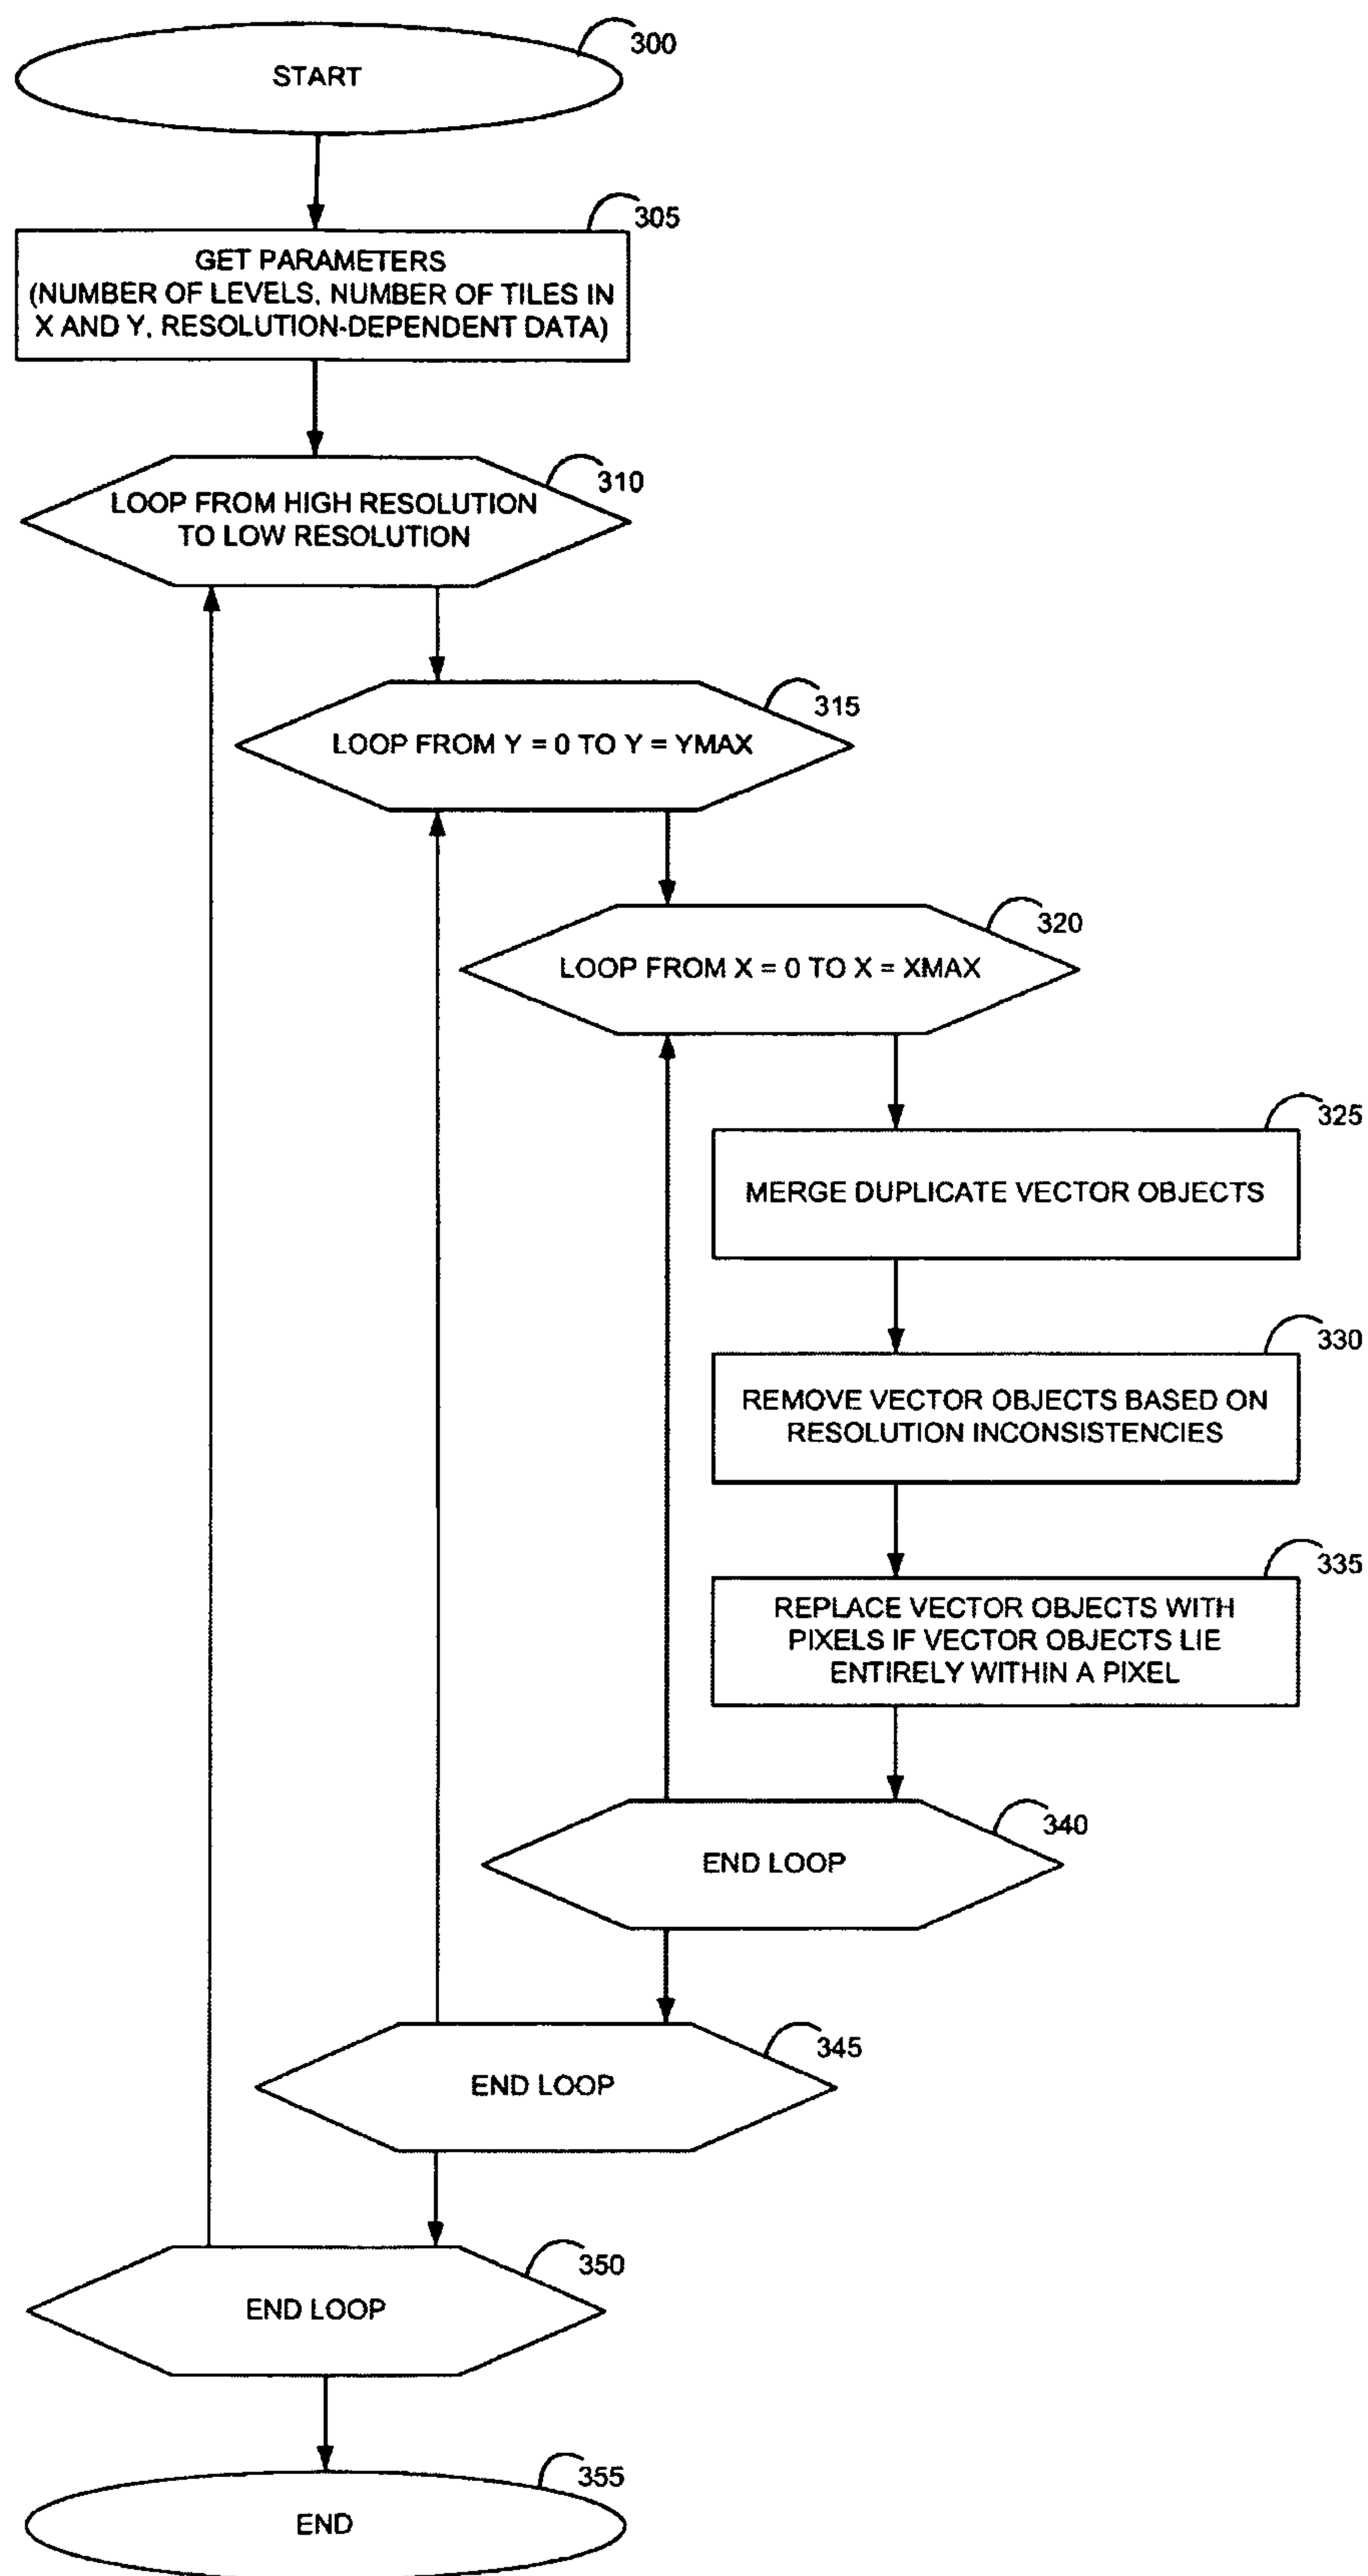 300
START
305
GET PARAMETERS
(NUMBER OF LEVELS, NUMBER OF TILES IN
X AND Y, RESOLUTION-DEPENDENT DATA)
310
LOOP FROM HIGH RESOLUTION
TO LOW RESOLUTION
315
LOOP FROM Y = 0 TO Y = YMAX
320
LOOP FROM X = 0 TO X = XMAX
325
MERGE DUPLICATE VECTOR OBJECTS
330
REMOVE VECTOR OBJECTS BASED ON
RESOLUTION INCONSISTENCIES
335
REPLACE VECTOR OBJECTS WITH
PIXELS IF VECTOR OBJECTS LIE
ENTIRELY WITHIN A PIXEL
340
END LOOP
345
END LOOP
350
END LOOP
355
END